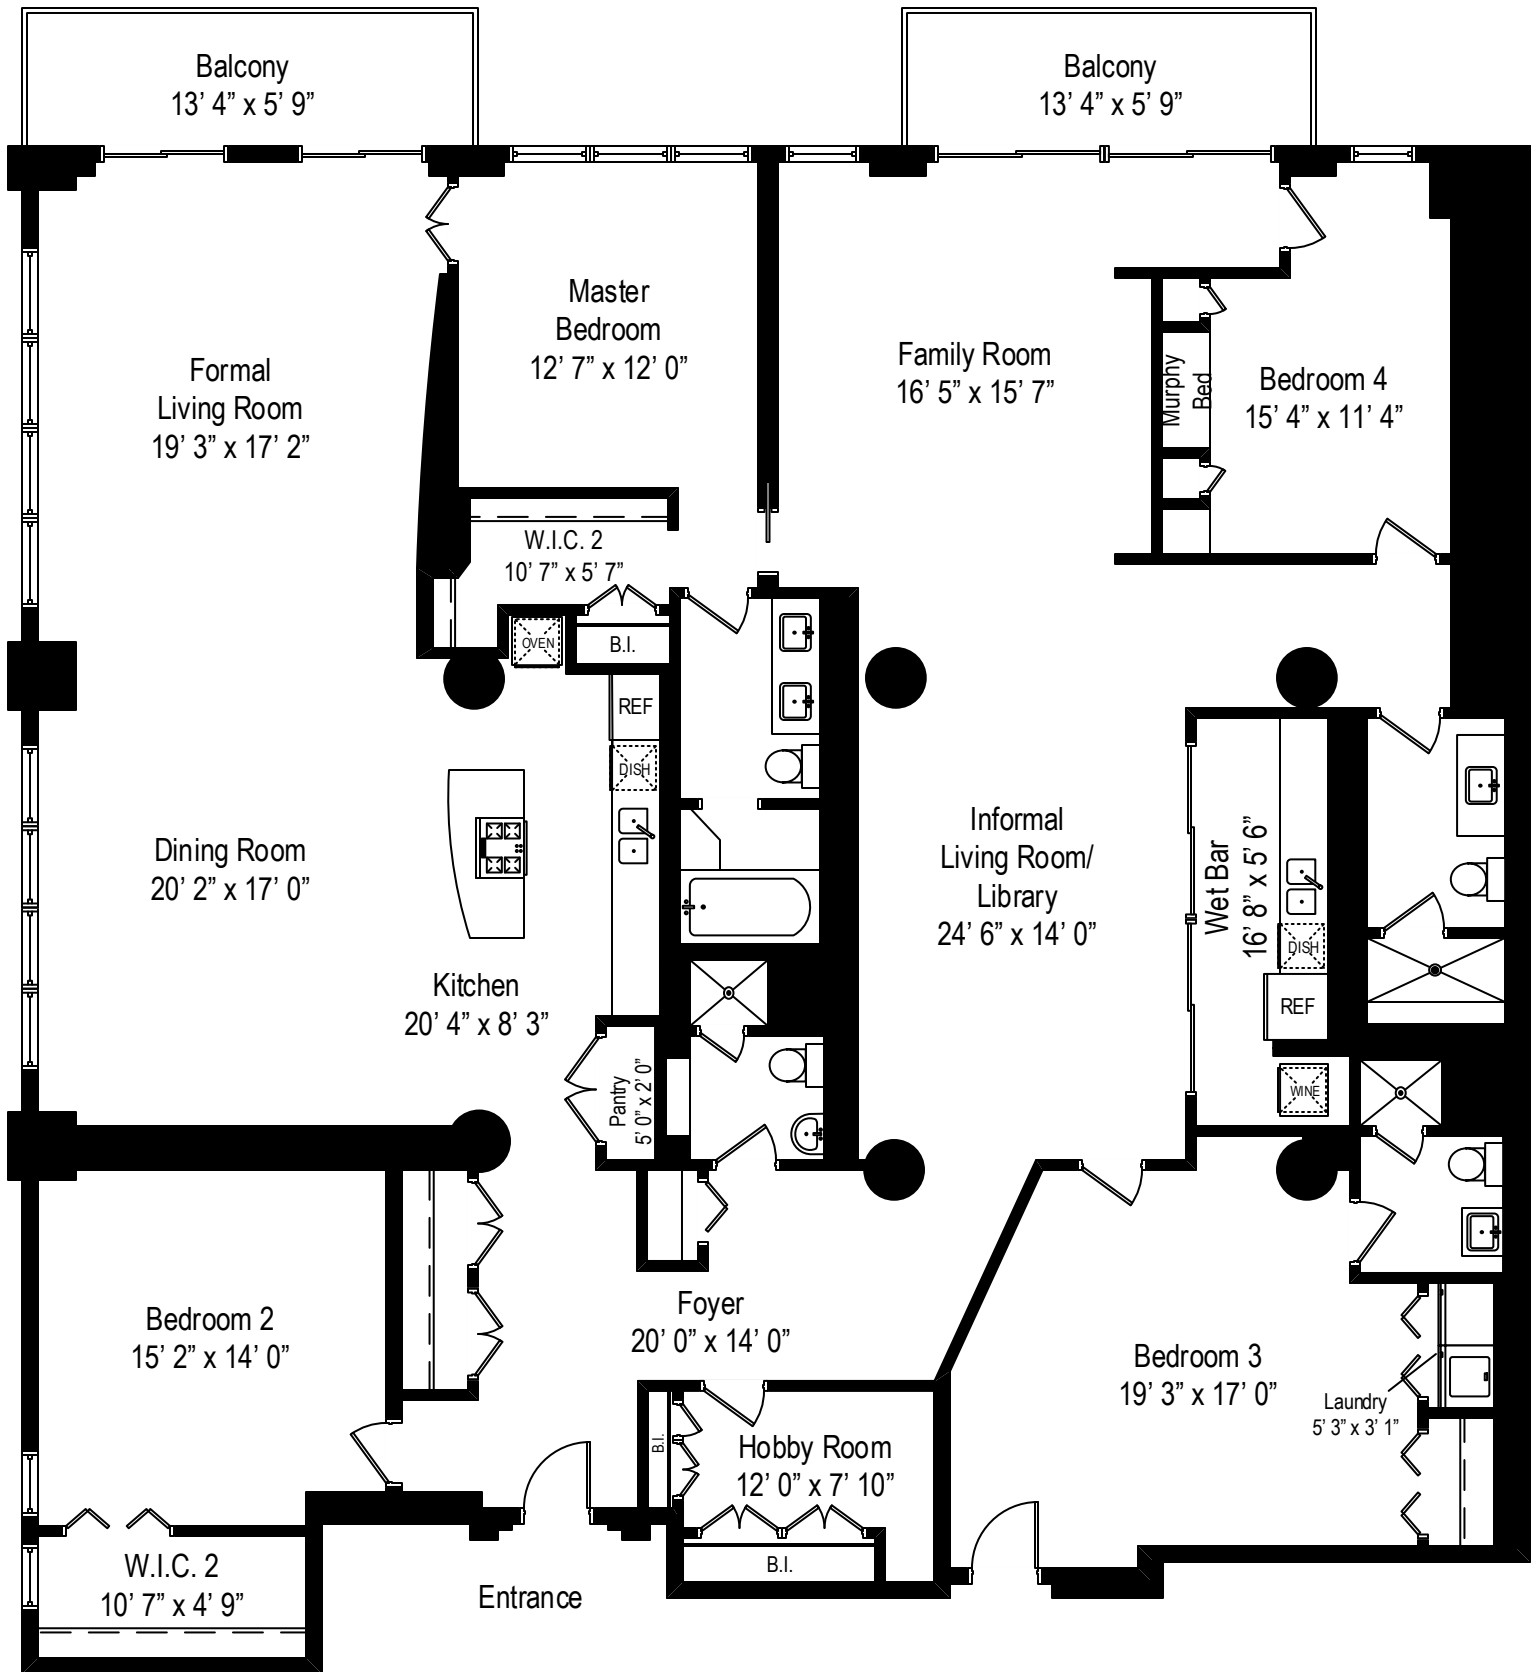 Balcony
13’ 4” x 5’ 9”
Balcony
13’ 4” x 5’ 9”
Master
Bedroom
12’ 7” x 12’ 0”
Formal
Living Room
19’ 3” x 17’ 2”
Family Room
16’ 5” x 15’ 7”
Murphy
Bed
Bedroom 4
15’ 4” x 11’ 4”
W.I.C. 2
10’ 7” x 5’ 7”
OVEN
B.I.
REF
DISH
Dining Room
20’ 2” x 17’ 0”
Informal
Living Room/
Library
24’ 6” x 14’ 0”
Wet Bar
16’ 8” x 5’ 6”
DISH
REF
WINE
Kitchen
20’ 4” x 8’ 3”
Pantry
5’ 0” x 2’ 0”
Foyer
20’ 0” x 14’ 0”
Bedroom 2
15’ 2” x 14’ 0”
Bedroom 3
19’ 3” x 17’ 0”
Laundry
5’ 3” x 3’ 1”
B.I.
Hobby Room
12’ 0” x 7’ 10”
B.I.
W.I.C. 2
10’ 7” x 4’ 9”
Entrance